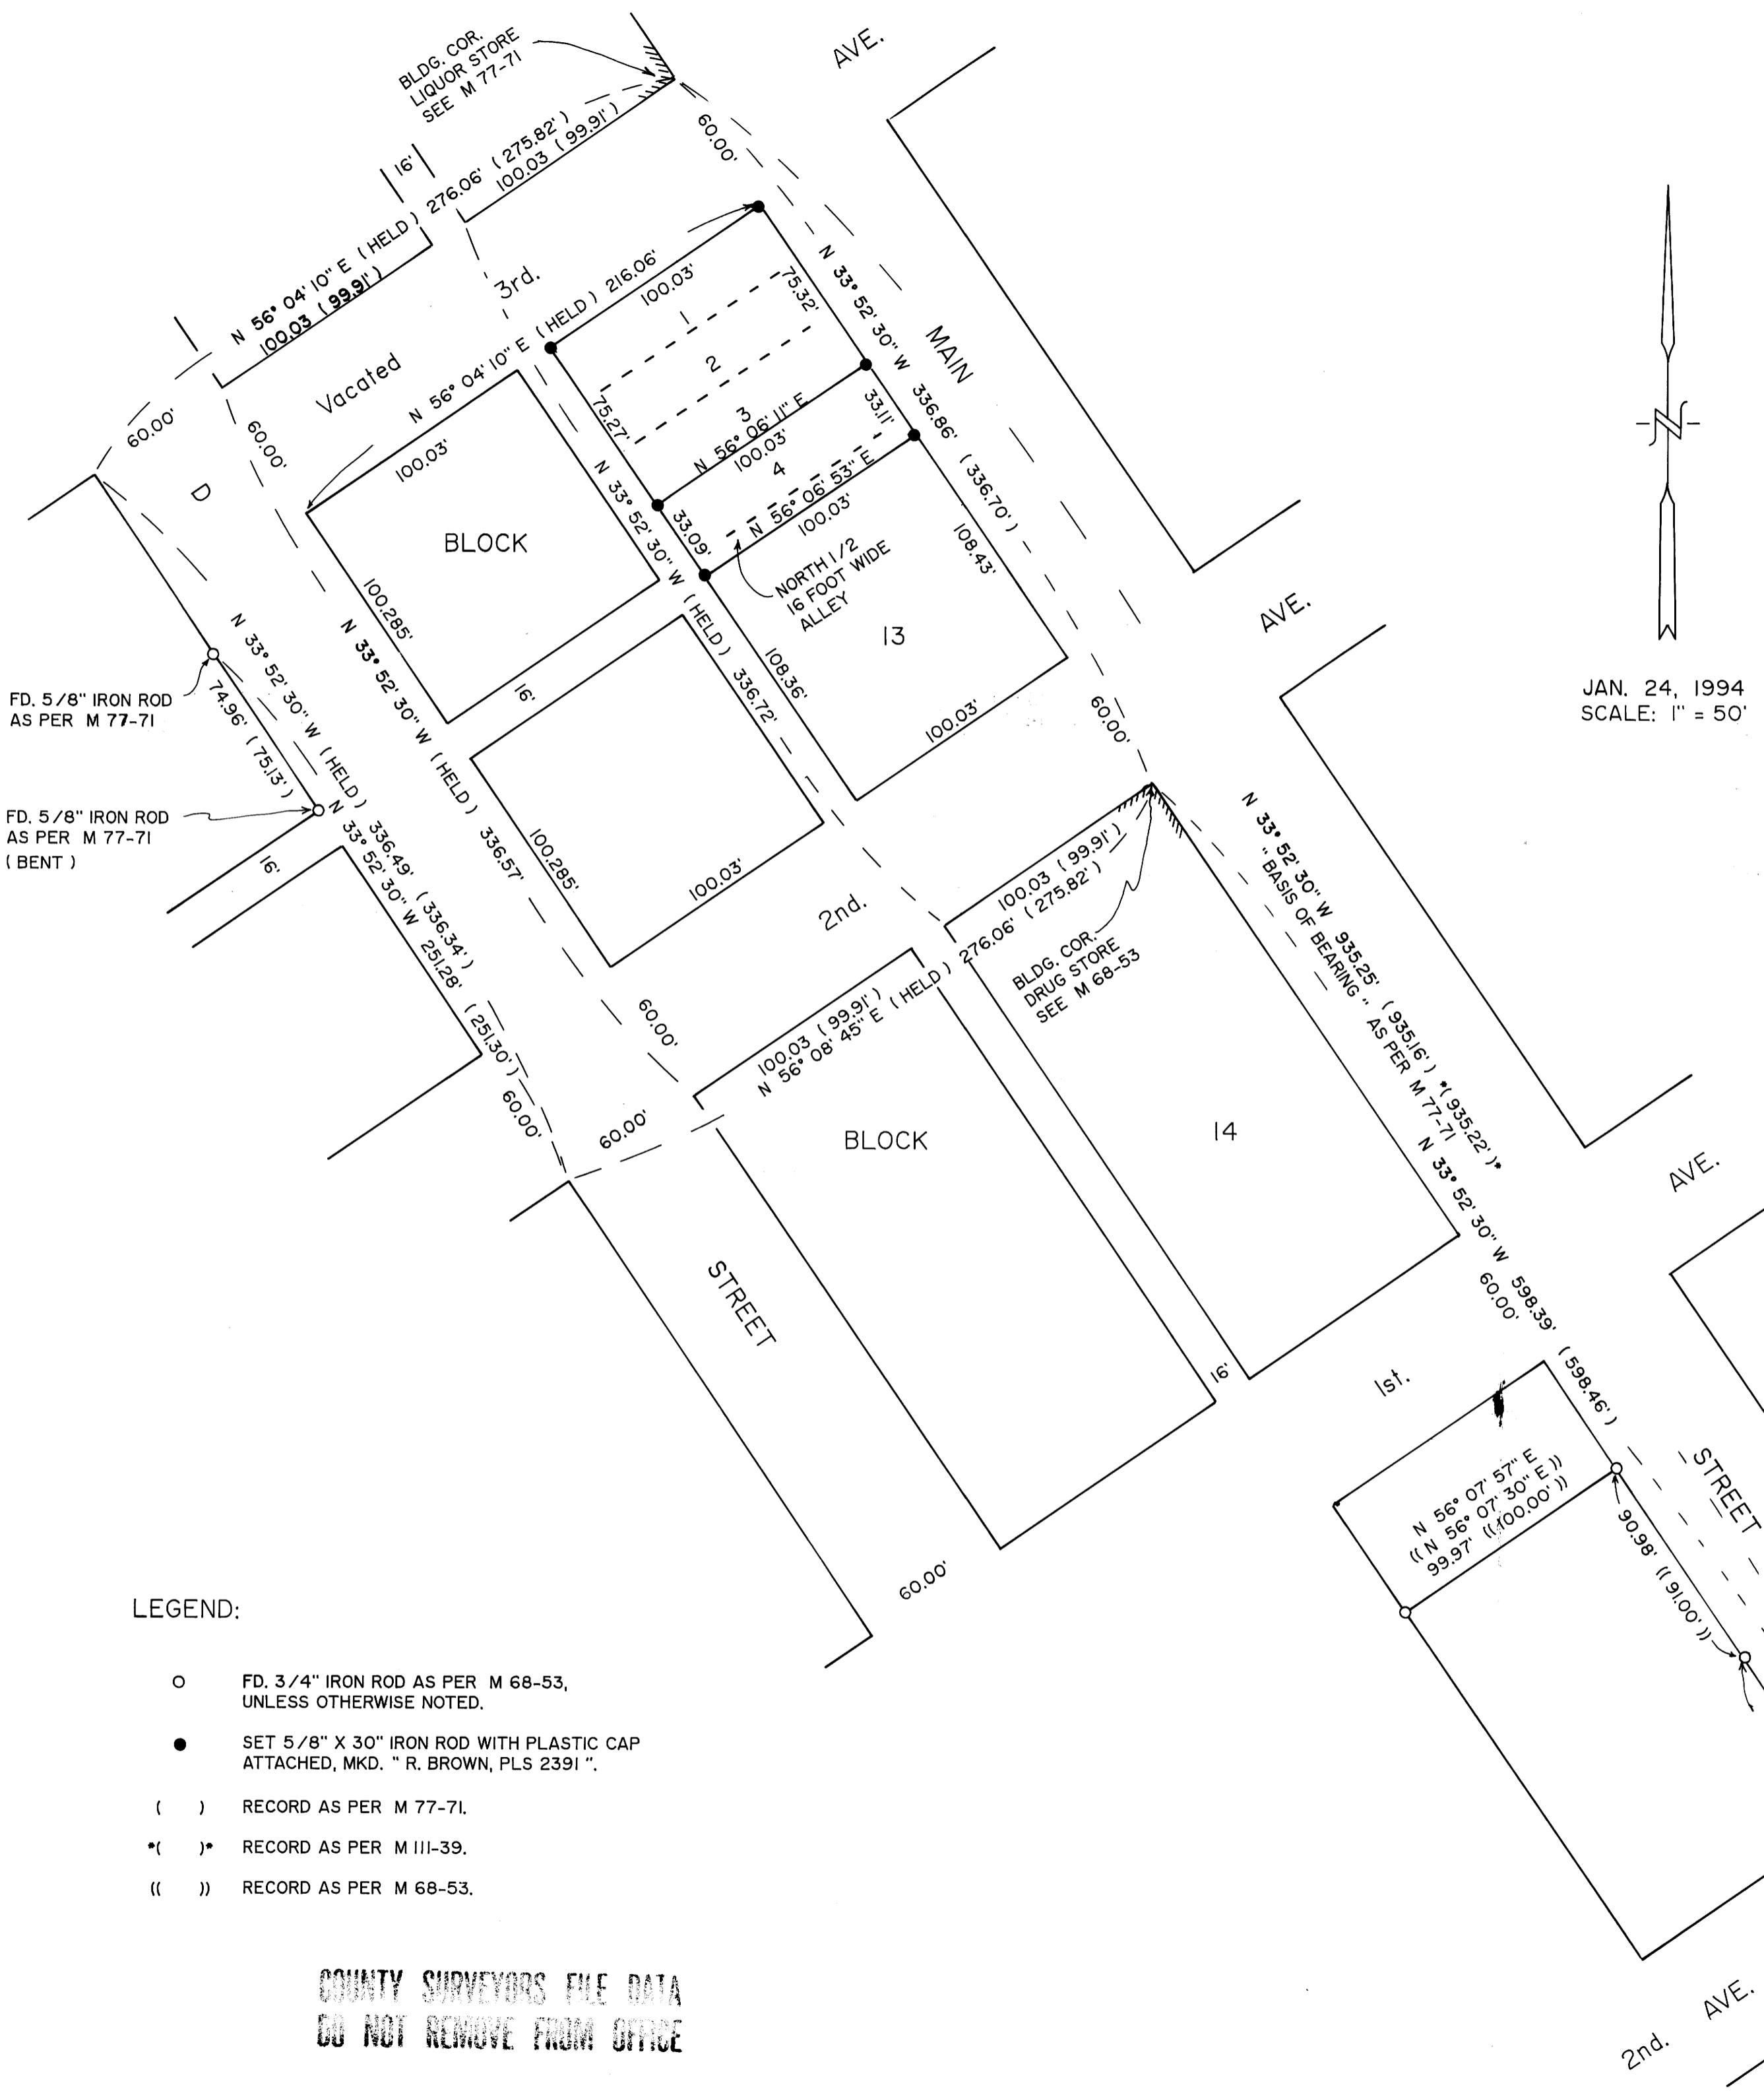 BLDG. COR.
LIQUOR STORE
SEE M 77-71
AVE.
60.00'
16'
N 56° 04' 10" E ( HELD ) 276.06' ( 275.82' )
100.03 ( 99.91' )
100.03 ( 99.91' )
3rd.
Vacated
60.00'
60.00'
D
N 56° 04' 10" E ( HELD ) 216.06'
100.03'
1
2
3
4
75.32'
75.27'
N 56° 06' 11" E
100.03'
33.11'
33.09'
N 56° 06' 53" E
100.03'
NORTH 1/2
16 FOOT WIDE
ALLEY
N 33° 52' 30" W 336.86' ( 336.70' )
MAIN
108.43'
108.36'
13
100.03'
60.00'
AVE.
100.03'
BLOCK
100.285'
16'
100.285'
100.03'
N 33° 52' 30" W ( HELD ) 336.72'
N 33° 52' 30" W ( HELD ) 336.57'
N 33° 52' 30" W ( HELD ) 336.49' ( 336.34' )
N 33° 52' 30" W 251.28' ( 251.30' )
FD. 5/8" IRON ROD
AS PER M 77-71
74.96' ( 75.13' )
FD. 5/8" IRON ROD
AS PER M 77-71
( BENT )
16'
60.00'
60.00'
60.00'
2nd.
100.03 ( 99.91' )
100.03 ( 99.91' )
N 56° 08' 45" E ( HELD ) 276.06' ( 275.82' )
BLDG. COR.
DRUG STORE
SEE M 68-53
N 33° 52' 30" W 935.25' ( 935.16' ) *( 935.22' )*
" BASIS OF BEARING " AS PER M 77-71
N 33° 52' 30" W 598.39' ( 598.46' )
BLOCK
14
STREET
16'
60.00'
60.00'
1st.
AVE.
STREET
N 56° 07' 57" E
(( N 56° 07' 30" E ))
99.97' (( 100.00' ))
90.98' (( 91.00' ))
2nd. AVE.
N
JAN. 24, 1994
SCALE: 1" = 50'
LEGEND:
FD. 3/4" IRON ROD AS PER M 68-53,
UNLESS OTHERWISE NOTED.
SET 5/8" X 30" IRON ROD WITH PLASTIC CAP
ATTACHED, MKD. " R. BROWN, PLS 2391 ".
( ) RECORD AS PER M 77-71.
*( )* RECORD AS PER M 111-39.
(( )) RECORD AS PER M 68-53.
COUNTY SURVEYORS FILE DATA
DO NOT REMOVE FROM OFFICE